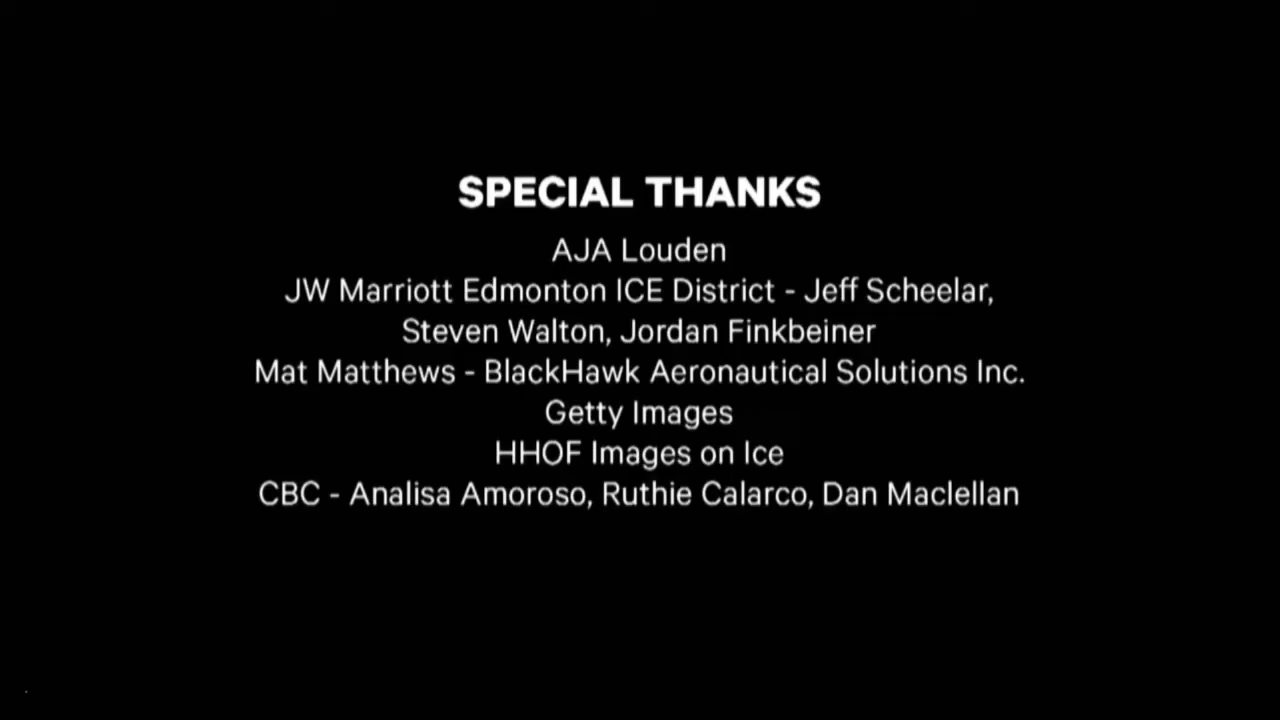 SPECIAL THANKS
AJA Louden
JW Marriott Edmonton ICE District - Jeff Scheelar,
Steven Walton, Jordan Finkbeiner
Mat Matthews - BlackHawk Aeronautical Solutions Inc.
Getty Images
HHOF Images on Ice
CBC - Analisa Amoroso, Ruthie Calarco, Dan Maclellan